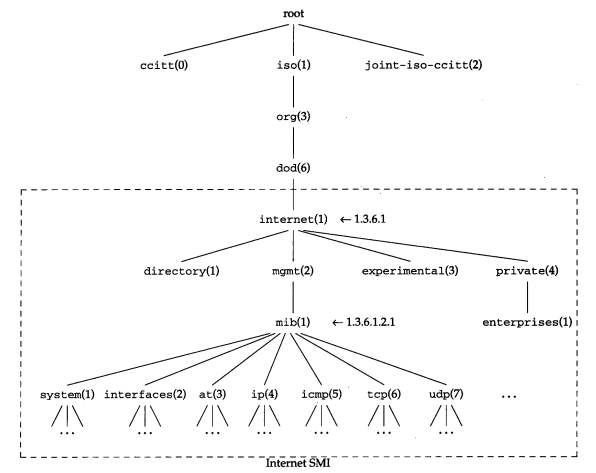 root
ccitt(0) iso(1) joint-iso-ccitt(2)
org(3)
dod(6)
internet(1) ← 1.3.6.1
directory(1) mgmt(2) experimental(3) private(4)
mib(1) ← 1.3.6.1.2.1 enterprises(1)
system(1) interfaces(2) at(3) ip(4) icmp(5) tcp(6) udp(7) ...
... ... ... ... ... ... ...
Internet SMI